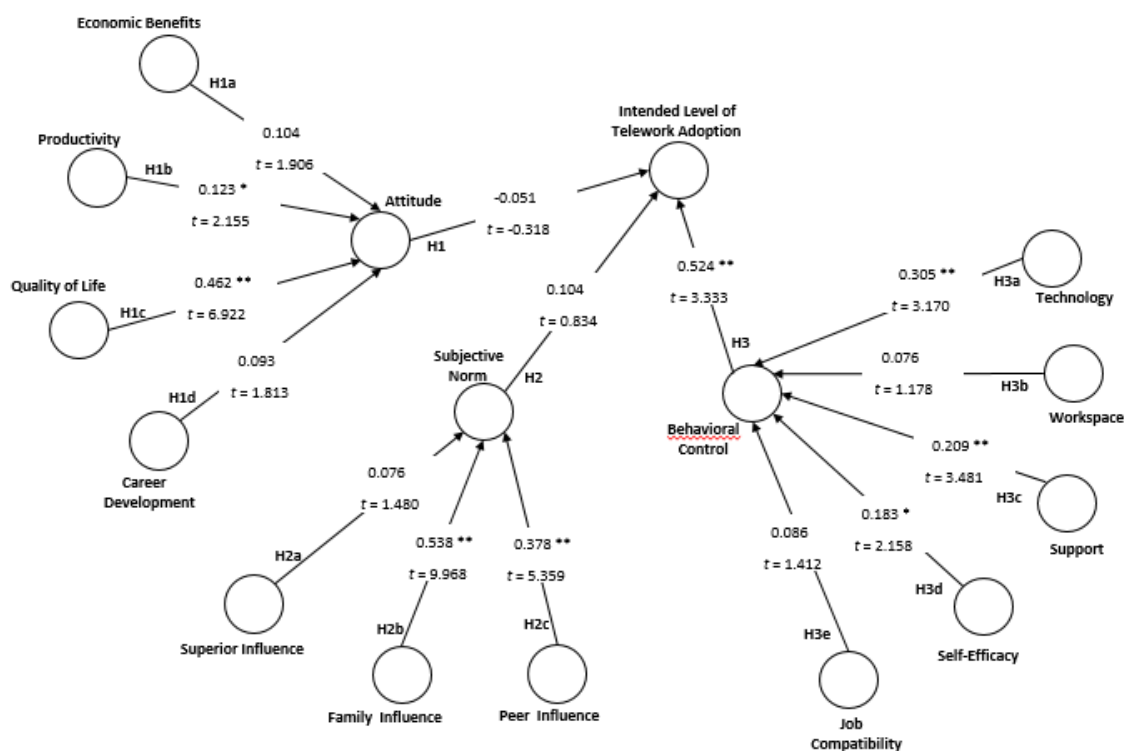 Economic Benefits
H1a
0.104
t = 1.906
Productivity
H1b
0.123 *
t = 2.155
Quality of Life
H1c
0.462 **
t = 6.922
Career
Development
H1d
0.093
t = 1.813
Attitude
H1
-0.051
t = -0.318
Intended Level of
Telework Adoption
Subjective
Norm
H2
0.104
t = 0.834
Superior Influence
H2a
0.076
t = 1.480
Family Influence
H2b
0.538 **
t = 9.968
Peer Influence
H2c
0.378 **
t = 5.359
Behavioral
Control
H3
0.524 **
t = 3.333
Technology
H3a
0.305 **
t = 3.170
Workspace
H3b
0.076
t = 1.178
Support
H3c
0.209 **
t = 3.481
Self-Efficacy
H3d
0.183 *
t = 2.158
Job
Compatibility
H3e
0.086
t = 1.412